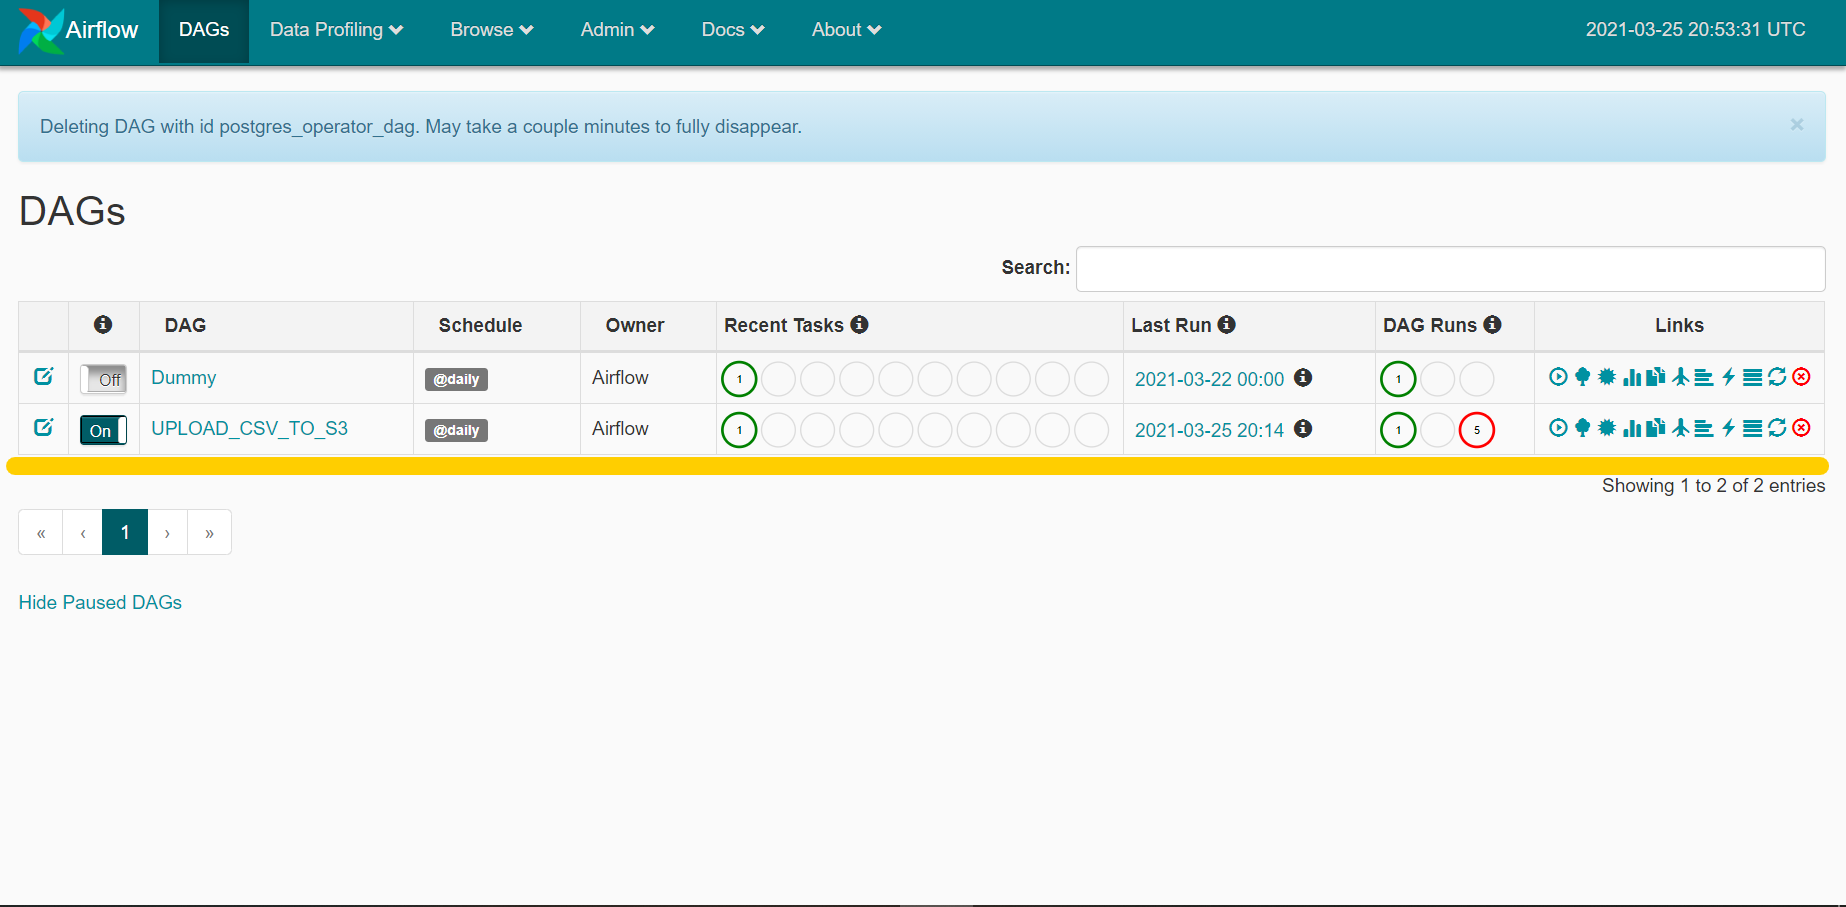 Airflow DAGs Data Profiling Browse Admin Docs About 2021-03-25 20:53:31 UTC
Deleting DAG with id postgres_operator_dag. May take a couple minutes to fully disappear. ×
DAGs
Search:
DAG Schedule Owner Recent Tasks Last Run DAG Runs Links
Off Dummy @daily Airflow 1 2021-03-22 00:00 1
On UPLOAD_CSV_TO_S3 @daily Airflow 1 2021-03-25 20:14 1 5
Showing 1 to 2 of 2 entries
« ‹ 1 › »
Hide Paused DAGs